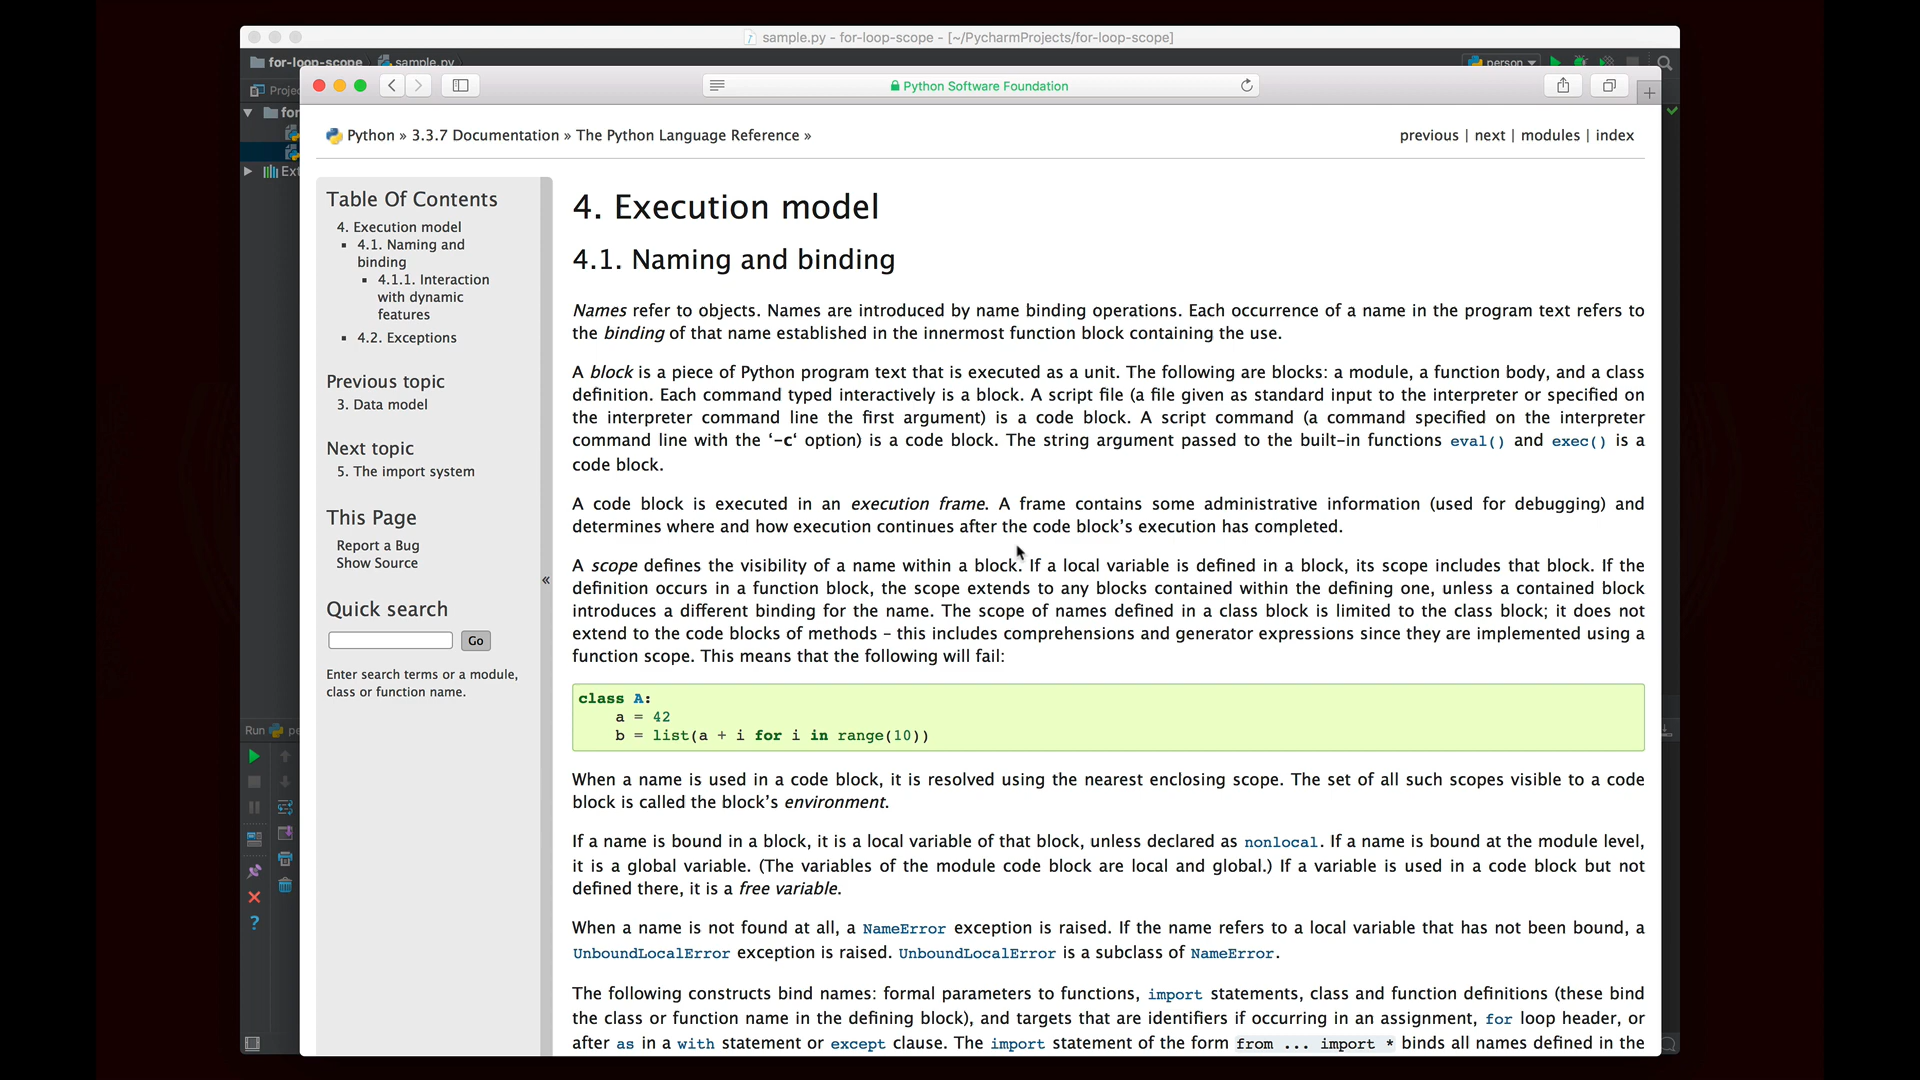 sample.py - for-loop-scope - [~/PycharmProjects/for-loop-scope]
for-loop-scope
sample.py
person
Python Software Foundation
Python » 3.3.7 Documentation » The Python Language Reference »
previous | next | modules | index
Table Of Contents
4. Execution model
4.1. Naming and
binding
4.1.1. Interaction
with dynamic
features
4.2. Exceptions
Previous topic
3. Data model
Next topic
5. The import system
This Page
Report a Bug
Show Source
Quick search
Go
Enter search terms or a module,
class or function name.
«
4. Execution model
4.1. Naming and binding
Names refer to objects. Names are introduced by name binding operations. Each occurrence of a name in the program text refers to
the binding of that name established in the innermost function block containing the use.
A block is a piece of Python program text that is executed as a unit. The following are blocks: a module, a function body, and a class
definition. Each command typed interactively is a block. A script file (a file given as standard input to the interpreter or specified on
the interpreter command line the first argument) is a code block. A script command (a command specified on the interpreter
command line with the ‘-c‘ option) is a code block. The string argument passed to the built-in functions eval() and exec() is a
code block.
A code block is executed in an execution frame. A frame contains some administrative information (used for debugging) and
determines where and how execution continues after the code block’s execution has completed.
A scope defines the visibility of a name within a block. If a local variable is defined in a block, its scope includes that block. If the
definition occurs in a function block, the scope extends to any blocks contained within the defining one, unless a contained block
introduces a different binding for the name. The scope of names defined in a class block is limited to the class block; it does not
extend to the code blocks of methods – this includes comprehensions and generator expressions since they are implemented using a
function scope. This means that the following will fail:
class A:
    a = 42
    b = list(a + i for i in range(10))
When a name is used in a code block, it is resolved using the nearest enclosing scope. The set of all such scopes visible to a code
block is called the block’s environment.
If a name is bound in a block, it is a local variable of that block, unless declared as nonlocal. If a name is bound at the module level,
it is a global variable. (The variables of the module code block are local and global.) If a variable is used in a code block but not
defined there, it is a free variable.
When a name is not found at all, a NameError exception is raised. If the name refers to a local variable that has not been bound, a
UnboundLocalError exception is raised. UnboundLocalError is a subclass of NameError.
The following constructs bind names: formal parameters to functions, import statements, class and function definitions (these bind
the class or function name in the defining block), and targets that are identifiers if occurring in an assignment, for loop header, or
after as in a with statement or except clause. The import statement of the form from ... import * binds all names defined in the
Run